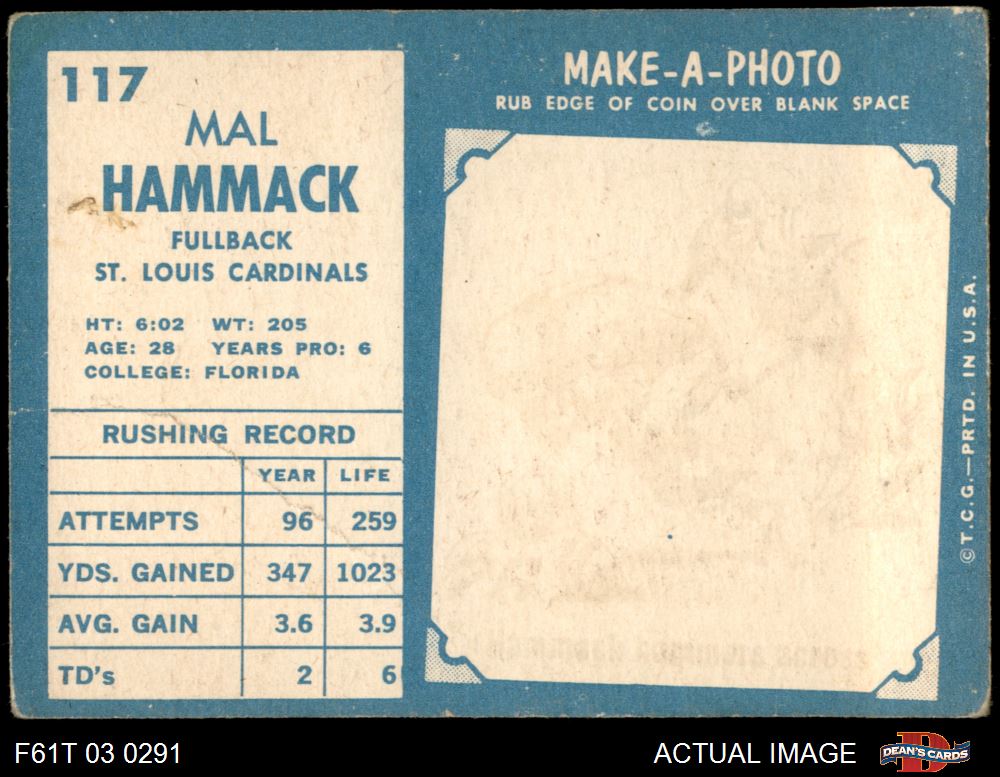 117
MAL
HAMMACK
FULLBACK
ST. LOUIS CARDINALS
HT: 6:02 WT: 205
AGE: 28 YEARS PRO: 6
COLLEGE: FLORIDA
RUSHING RECORD
YEAR LIFE
ATTEMPTS 96 259
YDS. GAINED 347 1023
AVG. GAIN 3.6 3.9
TD's 2 6
MAKE-A-PHOTO
RUB EDGE OF COIN OVER BLANK SPACE
©T.C.G.—PRTD. IN U.S.A.
F61T 03 0291
ACTUAL IMAGE
DEAN'S CARDS